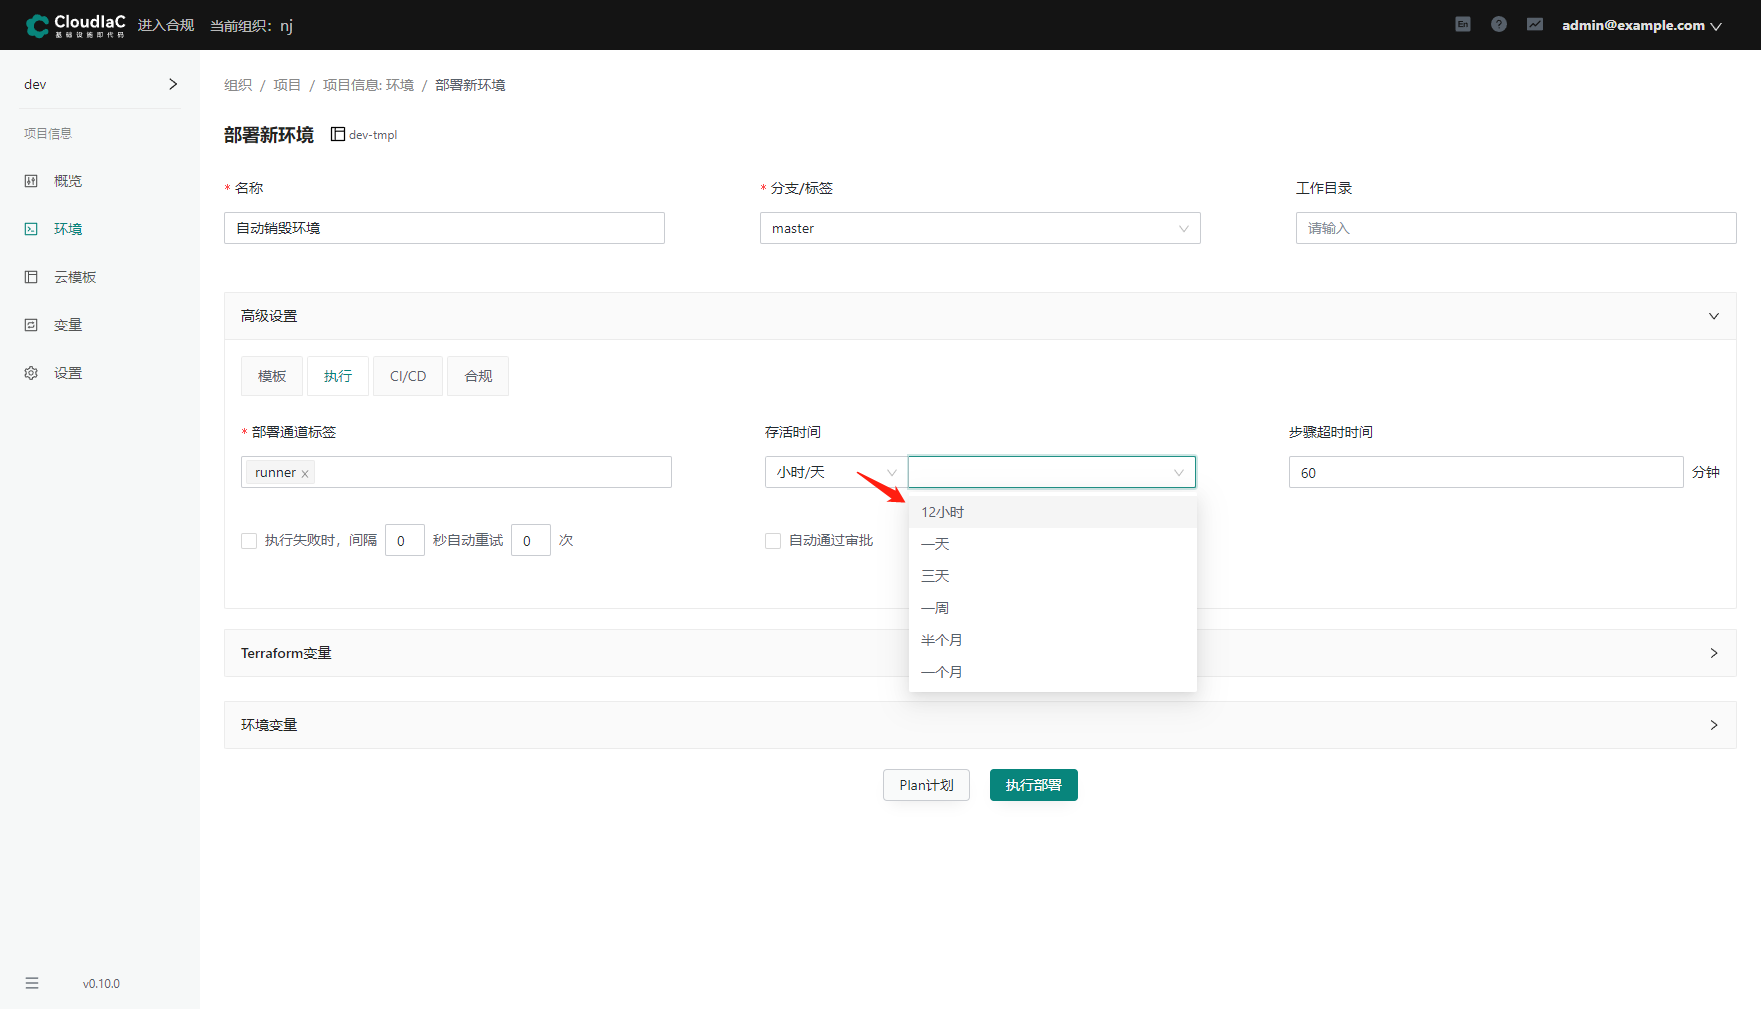 CloudIaC
基础设施即代码
进入合规
当前组织: nj
En
admin@example.com
dev
项目信息
概览
环境
云模板
变量
设置
v0.10.0
组织 / 项目 / 项目信息: 环境 / 部署新环境
部署新环境 dev-tmpl
* 名称
自动销毁环境
* 分支/标签
master
工作目录
请输入
高级设置
模板
执行
CI/CD
合规
* 部署通道标签
runner ×
存活时间
小时/天
步骤超时时间
60 分钟
执行失败时，间隔 0 秒自动重试 0 次
自动通过审批
12小时
一天
三天
一周
半个月
一个月
Terraform变量
环境变量
Plan计划
执行部署